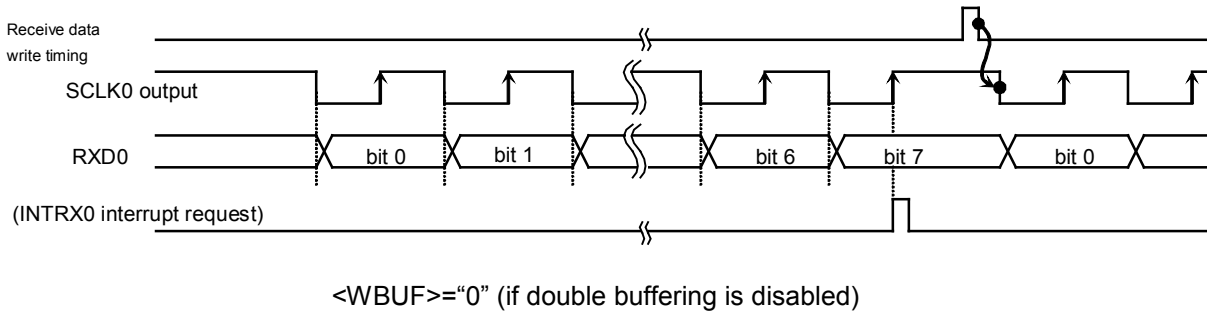 Receive data
write timing
SCLK0 output
RXD0
bit 0
bit 1
bit 6
bit 7
bit 0
(INTRX0 interrupt request)
<WBUF>=“0” (if double buffering is disabled)